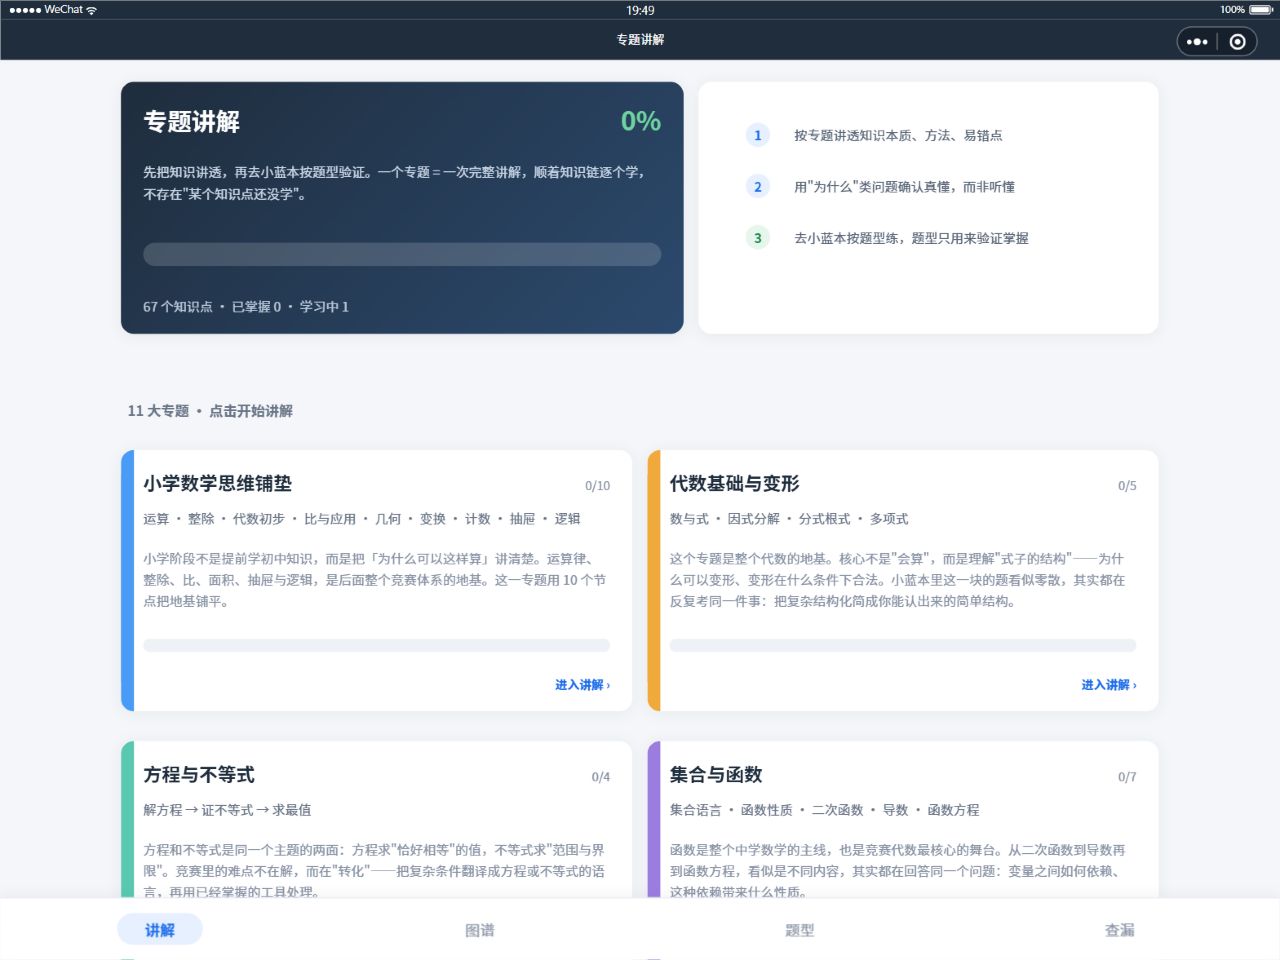 WeChat
19:49
100%
专题讲解
专题讲解
0%
先把知识讲透，再去小蓝本按题型验证。一个专题 = 一次完整讲解，顺着知识链逐个学，
不存在"某个知识点还没学"。
67 个知识点 · 已掌握 0 · 学习中 1
1 按专题讲透知识本质、方法、易错点
2 用"为什么"类问题确认真懂，而非听懂
3 去小蓝本按题型练，题型只用来验证掌握
11 大专题 · 点击开始讲解
小学数学思维铺垫
0/10
运算 · 整除 · 代数初步 · 比与应用 · 几何 · 变换 · 计数 · 抽屉 · 逻辑
小学阶段不是提前学初中知识，而是把「为什么可以这样算」讲清楚。运算律、
整除、比、面积、抽屉与逻辑，是后面整个竞赛体系的地基。这一专题用 10 个节
点把地基铺平。
进入讲解 ›
代数基础与变形
0/5
数与式 · 因式分解 · 分式根式 · 多项式
这个专题是整个代数的地基。核心不是"会算"，而是理解"式子的结构"——为什
么可以变形、变形在什么条件下合法。小蓝本里这一块的题看似零散，其实都在
反复考同一件事：把复杂结构化简成你能认出来的简单结构。
进入讲解 ›
方程与不等式
0/4
解方程 → 证不等式 → 求最值
方程和不等式是同一个主题的两面：方程求"恰好相等"的值，不等式求"范围与界
限"。竞赛里的难点不在解，而在"转化"——把复杂条件翻译成方程或不等式的语
言，再用已经掌握的工具处理。
集合与函数
0/7
集合语言 · 函数性质 · 二次函数 · 导数 · 函数方程
函数是整个中学数学的主线，也是竞赛代数最核心的舞台。从二次函数到导数再
到函数方程，看似是不同内容，其实都在回答同一个问题：变量之间如何依赖、
这种依赖带来什么性质。
讲解
图谱
题型
查漏